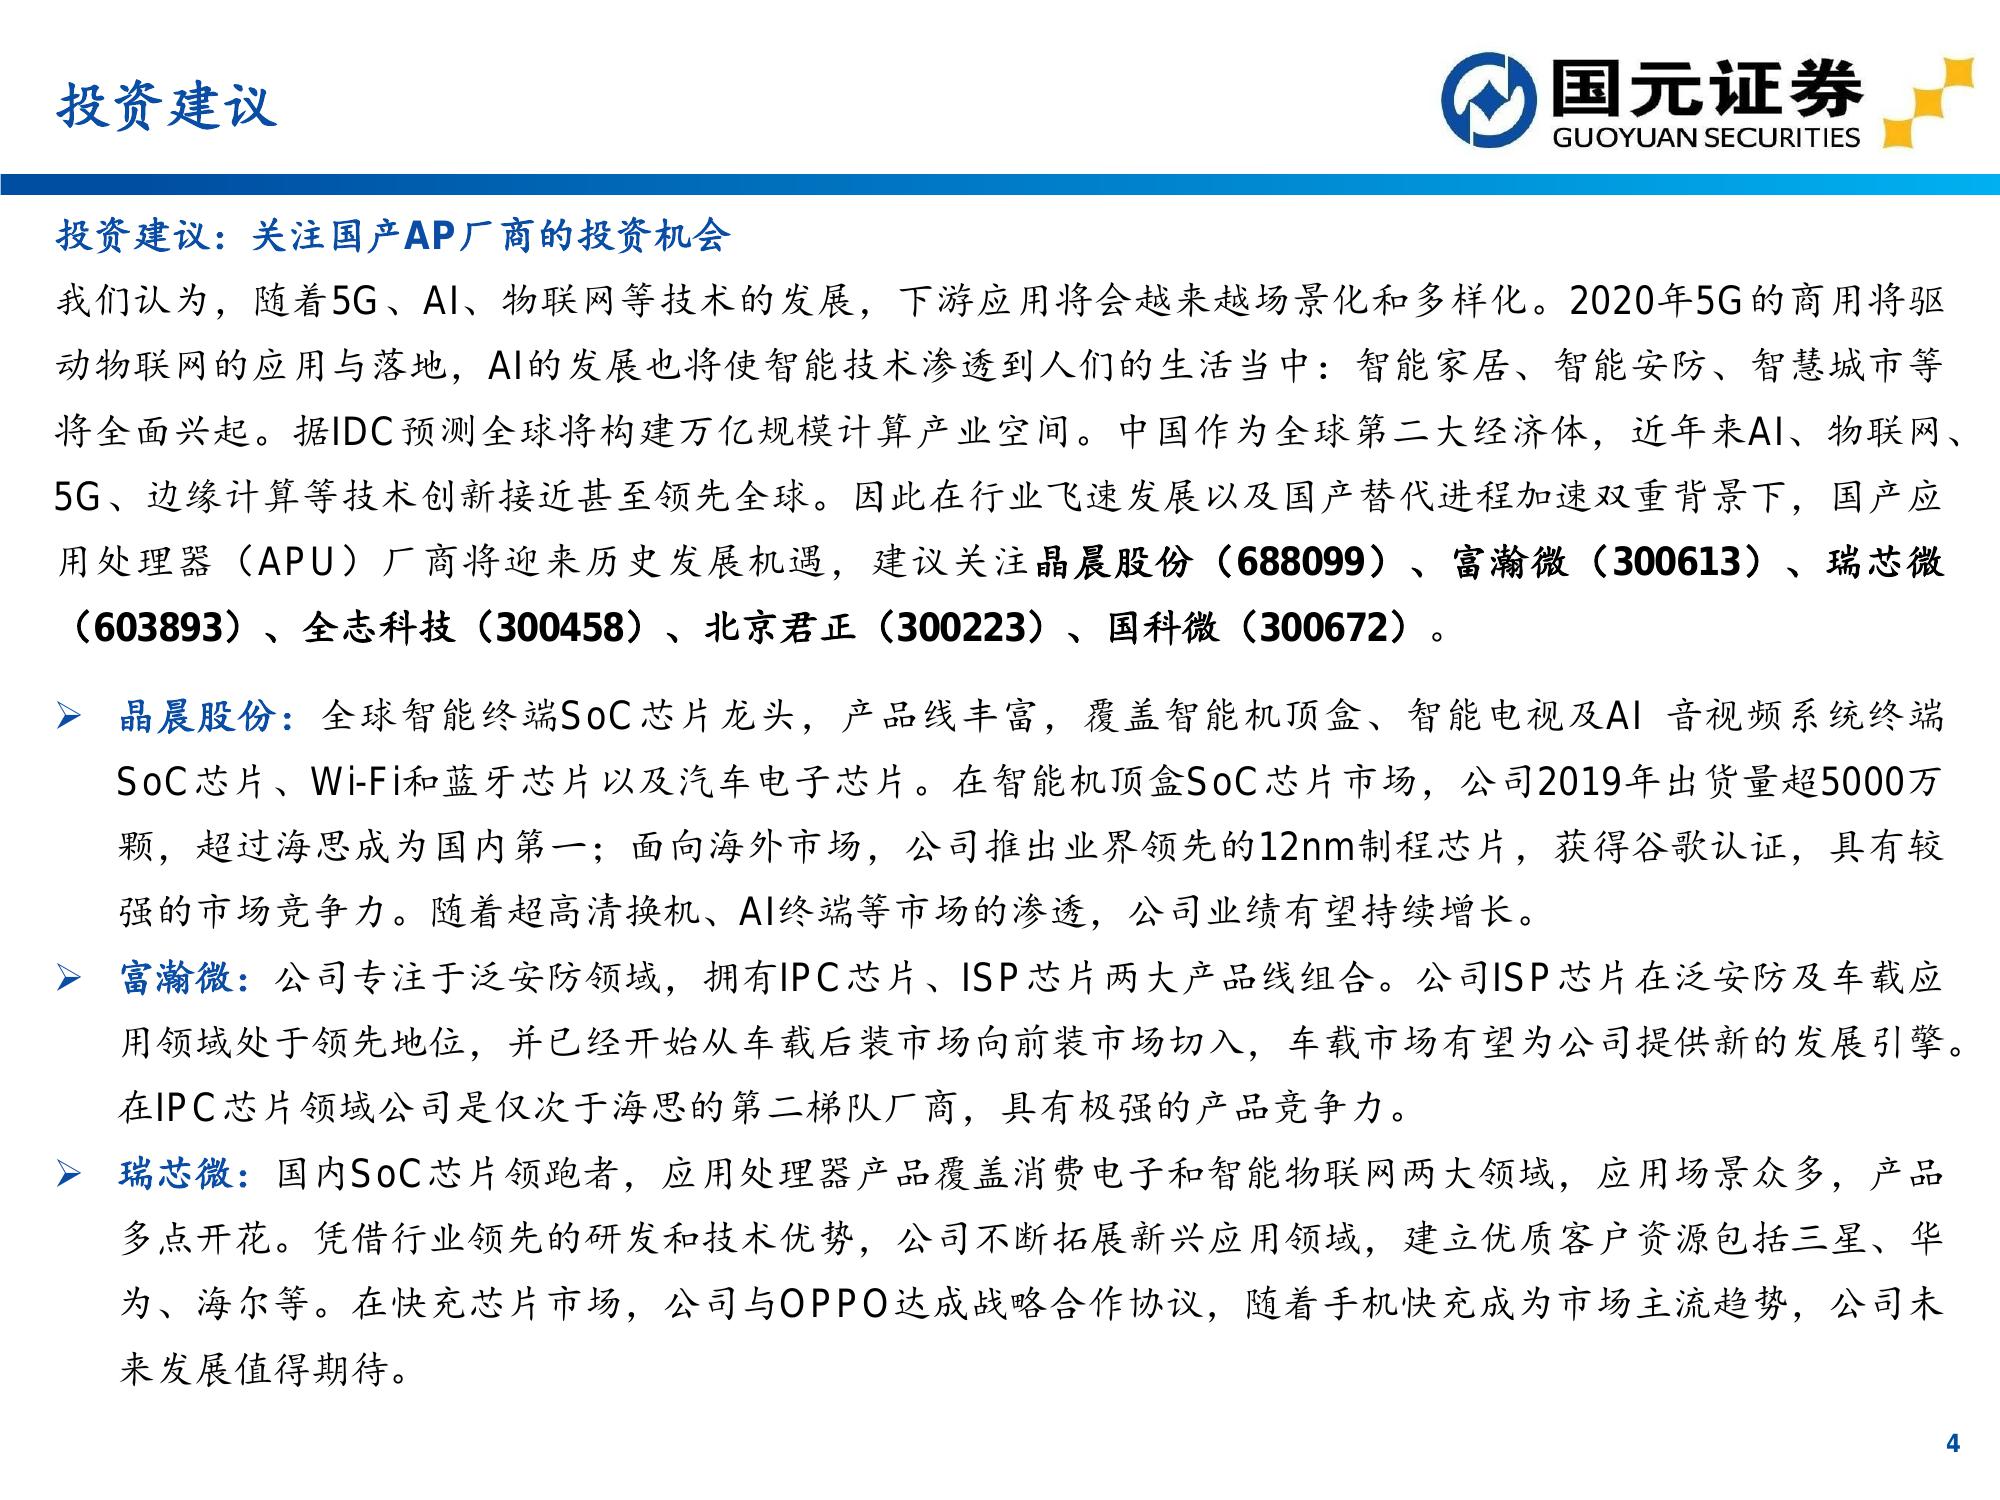 投资建议
国元证券
GUOYUAN SECURITIES
投资建议：关注国产AP厂商的投资机会
我们认为，随着5G、AI、物联网等技术的发展，下游应用将会越来越场景化和多样化。2020年5G的商用将驱
动物联网的应用与落地，AI的发展也将使智能技术渗透到人们的生活当中：智能家居、智能安防、智慧城市等
将全面兴起。据IDC预测全球将构建万亿规模计算产业空间。中国作为全球第二大经济体，近年来AI、物联网、
5G、边缘计算等技术创新接近甚至领先全球。因此在行业飞速发展以及国产替代进程加速双重背景下，国产应
用处理器（APU）厂商将迎来历史发展机遇，建议关注晶晨股份（688099）、富瀚微（300613）、瑞芯微
（603893）、全志科技（300458）、北京君正（300223）、国科微（300672）。
➢ 晶晨股份：全球智能终端SoC芯片龙头，产品线丰富，覆盖智能机顶盒、智能电视及AI 音视频系统终端
SoC芯片、Wi-Fi和蓝牙芯片以及汽车电子芯片。在智能机顶盒SoC芯片市场，公司2019年出货量超5000万
颗，超过海思成为国内第一；面向海外市场，公司推出业界领先的12nm制程芯片，获得谷歌认证，具有较
强的市场竞争力。随着超高清换机、AI终端等市场的渗透，公司业绩有望持续增长。
➢ 富瀚微：公司专注于泛安防领域，拥有IPC芯片、ISP芯片两大产品线组合。公司ISP芯片在泛安防及车载应
用领域处于领先地位，并已经开始从车载后装市场向前装市场切入，车载市场有望为公司提供新的发展引擎。
在IPC芯片领域公司是仅次于海思的第二梯队厂商，具有极强的产品竞争力。
➢ 瑞芯微：国内SoC芯片领跑者，应用处理器产品覆盖消费电子和智能物联网两大领域，应用场景众多，产品
多点开花。凭借行业领先的研发和技术优势，公司不断拓展新兴应用领域，建立优质客户资源包括三星、华
为、海尔等。在快充芯片市场，公司与OPPO达成战略合作协议，随着手机快充成为市场主流趋势，公司未
来发展值得期待。
4